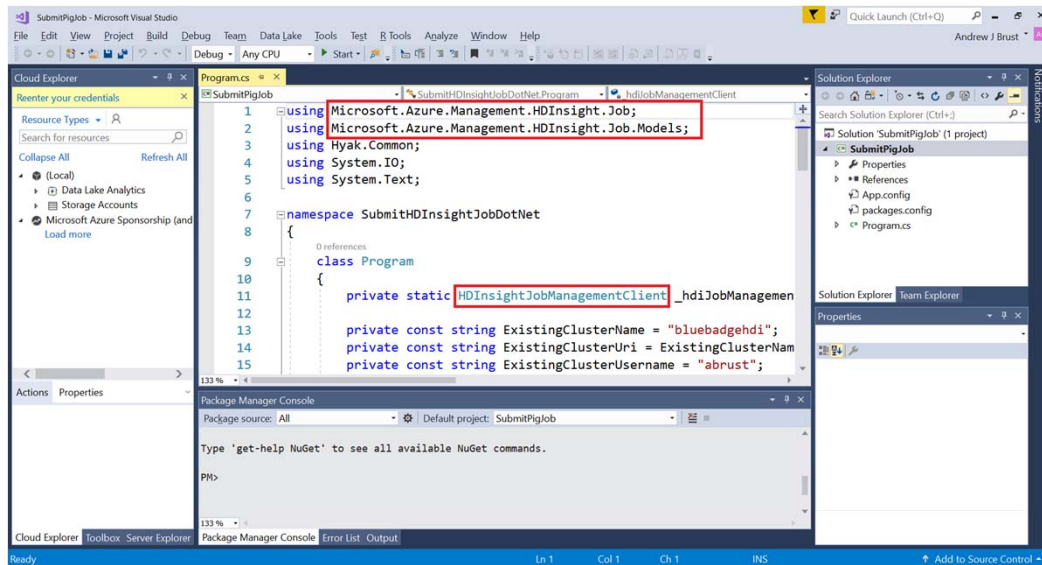 SubmitPigJob - Microsoft Visual Studio
Quick Launch (Ctrl+Q)
File Edit View Project Build Debug Team Data Lake Tools Test R Tools Analyze Window Help
Andrew J Brust
Debug Any CPU Start
Cloud Explorer
Reenter your credentials
Resource Types
Search for resources
Collapse All Refresh All
(Local)
Data Lake Analytics
Storage Accounts
Microsoft Azure Sponsorship (and
Load more
Actions Properties
Cloud Explorer Toolbox Server Explorer
Program.cs
SubmitPigJob SubmitHDInsightJobDotNet.Program _hdiJobManagementClient
1 using Microsoft.Azure.Management.HDInsight.Job;
2 using Microsoft.Azure.Management.HDInsight.Job.Models;
3 using Hyak.Common;
4 using System.IO;
5 using System.Text;
6
7 namespace SubmitHDInsightJobDotNet
8 {
0 references
9 class Program
10 {
11 private static HDInsightJobManagementClient _hdiJobManagemen
12
13 private const string ExistingClusterName = "bluebadgehdi";
14 private const string ExistingClusterUri = ExistingClusterNam
15 private const string ExistingClusterUsername = "abrust";
133 %
Package Manager Console
Package source: All Default project: SubmitPigJob
Type 'get-help NuGet' to see all available NuGet commands.
PM>
133 %
Package Manager Console Error List Output
Solution Explorer
Search Solution Explorer (Ctrl+;)
Solution 'SubmitPigJob' (1 project)
SubmitPigJob
Properties
References
App.config
packages.config
Program.cs
Solution Explorer Team Explorer
Properties
Notifications
Ready Ln 1 Col 1 Ch 1 INS Add to Source Control